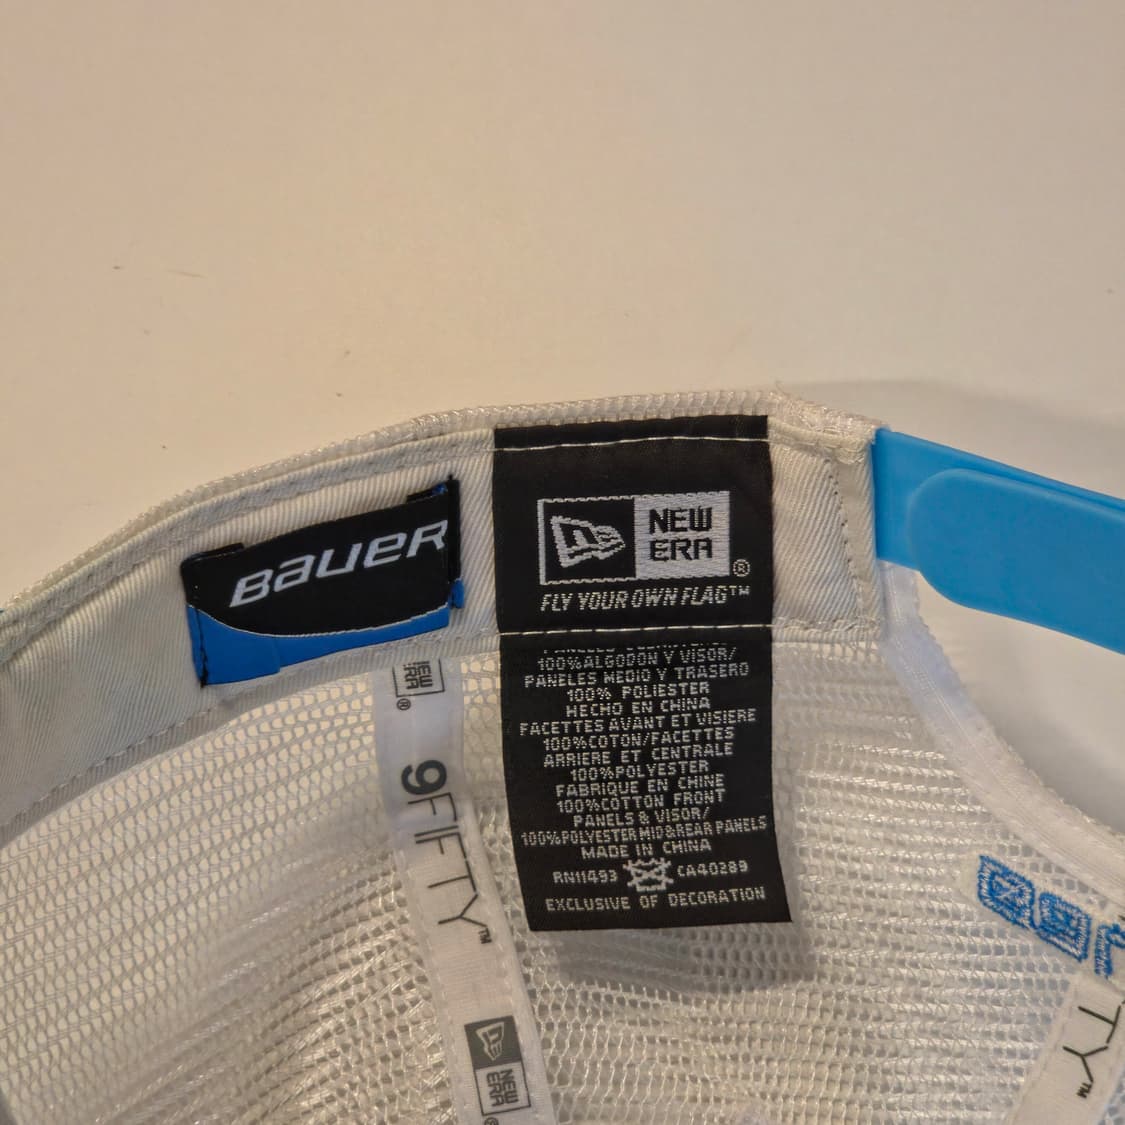 BAUER
NEW
ERA
®
FLY YOUR OWN FLAG™
100%ALGODON Y VISOR/
PANELES MEDIO Y TRASERO
100% POLIESTER
HECHO EN CHINA
FACETTES AVANT ET VISIERE
100%COTON/FACETTES
ARRIERE ET CENTRALE
100%POLYESTER
FABRIQUE EN CHINE
100%COTTON FRONT
PANELS & VISOR/
100%POLYESTER MID&REAR PANELS
MADE IN CHINA
RN11493 CA40289
EXCLUSIVE OF DECORATION
NEW
ERA
®
9FIFTY™
NEW
ERA
®
TY™